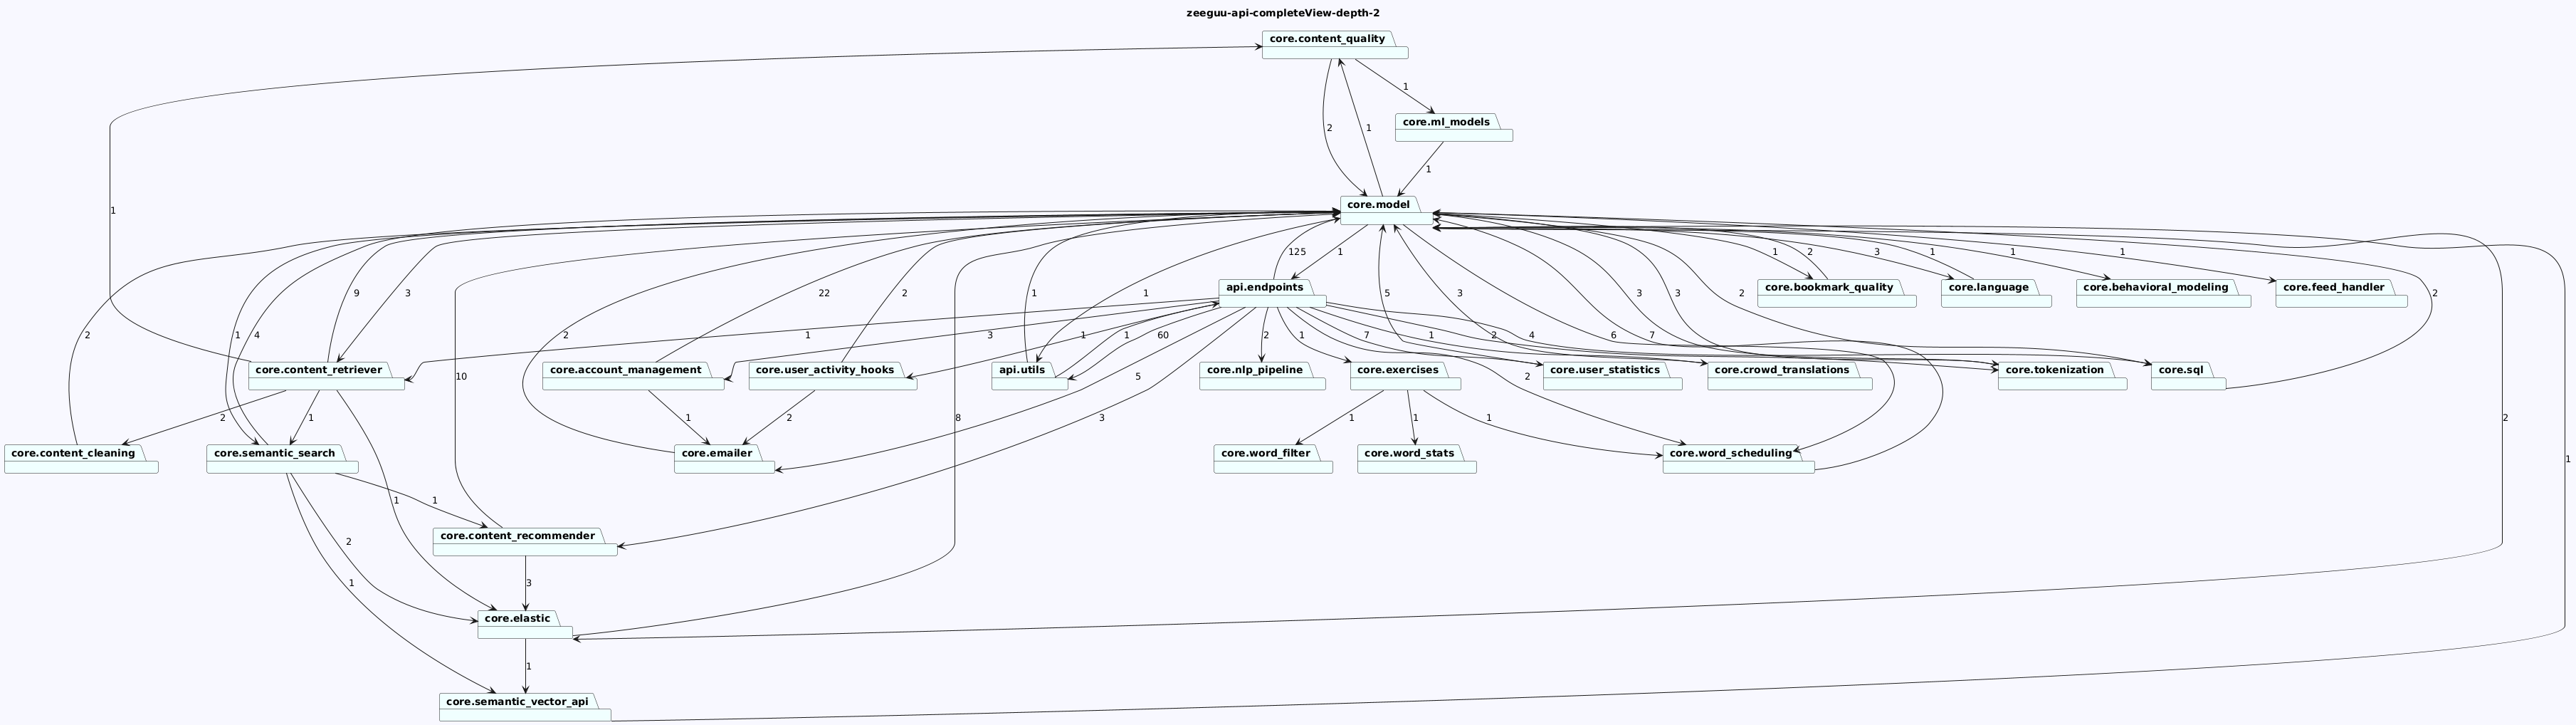 zeeguu-api-completeView-depth-2
core.content_quality
1
core.ml_models
2
1
1
core.model
1
125
1
api.endpoints
1
2
3
1
core.bookmark_quality
core.language
core.behavioral_modeling
core.feed_handler
9
3
22
2
1
5
3
3
3
2
2
2
1
4
2
1
3
1
1
60
2
1
7
1
2
4
6
7
core.content_retriever
core.account_management
core.user_activity_hooks
api.utils
core.nlp_pipeline
core.exercises
core.user_statistics
core.crowd_translations
core.tokenization
core.sql
10
5
2
2
1
1
2
3
8
1
1
1
2
core.content_cleaning
core.semantic_search
core.emailer
core.word_filter
core.word_stats
core.word_scheduling
1
1
1
core.content_recommender
2
1
3
core.elastic
1
core.semantic_vector_api